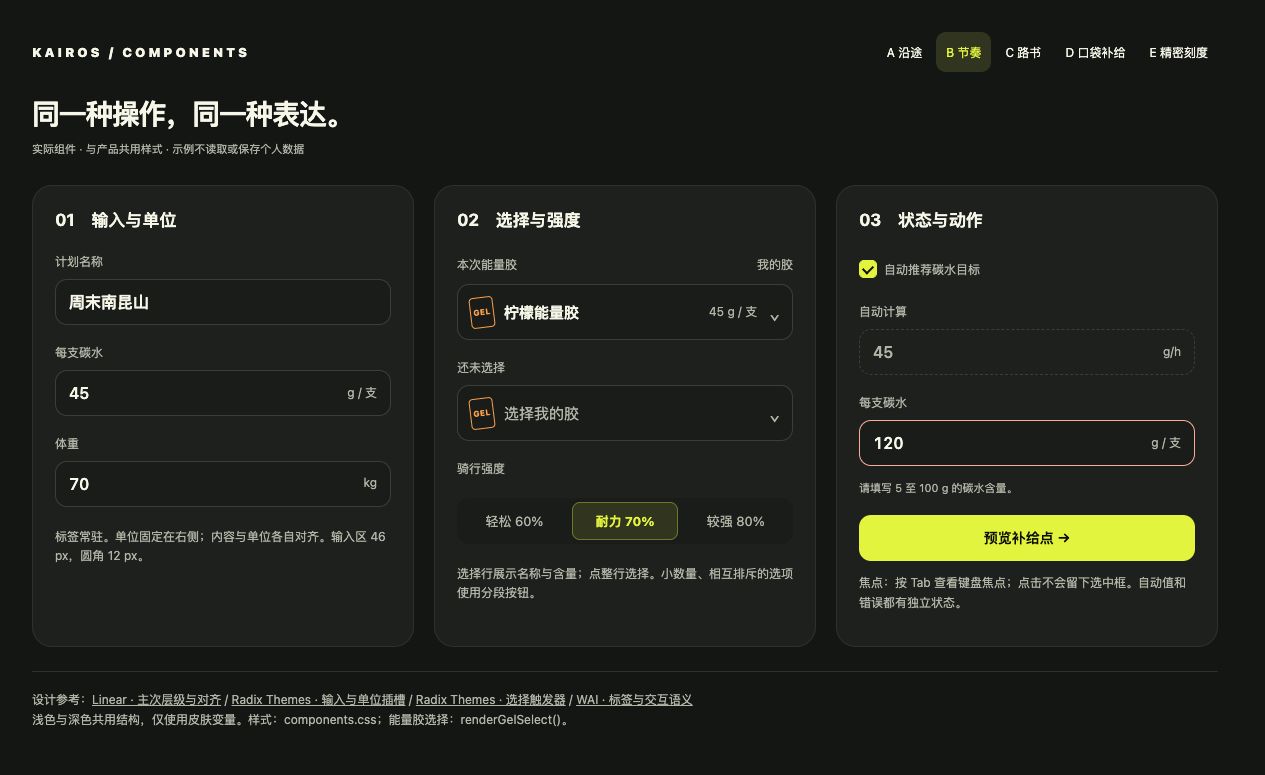 KAIROS / COMPONENTS
A 沿途
B 节奏
C 路书
D 口袋补给
E 精密刻度
同一种操作，同一种表达。
实际组件 · 与产品共用样式 · 示例不读取或保存个人数据
01 输入与单位
计划名称
周末南昆山
每支碳水
45 g / 支
体重
70 kg
标签常驻。单位固定在右侧；内容与单位各自对齐。输入区 46
px，圆角 12 px。
02 选择与强度
本次能量胶 我的胶
GEL 柠檬能量胶 45 g / 支
还未选择
GEL 选择我的胶
骑行强度
轻松 60% 耐力 70% 较强 80%
选择行展示名称与含量；点整行选择。小数量、相互排斥的选项
使用分段按钮。
03 状态与动作
自动推荐碳水目标
自动计算
45 g/h
每支碳水
120 g / 支
请填写 5 至 100 g 的碳水含量。
预览补给点 →
焦点：按 Tab 查看键盘焦点；点击不会留下选中框。自动值和
错误都有独立状态。
设计参考：Linear · 主次层级与对齐 / Radix Themes · 输入与单位插槽 / Radix Themes · 选择触发器 / WAI · 标签与交互语义
浅色与深色共用结构，仅使用皮肤变量。样式：components.css；能量胶选择：renderGelSelect()。